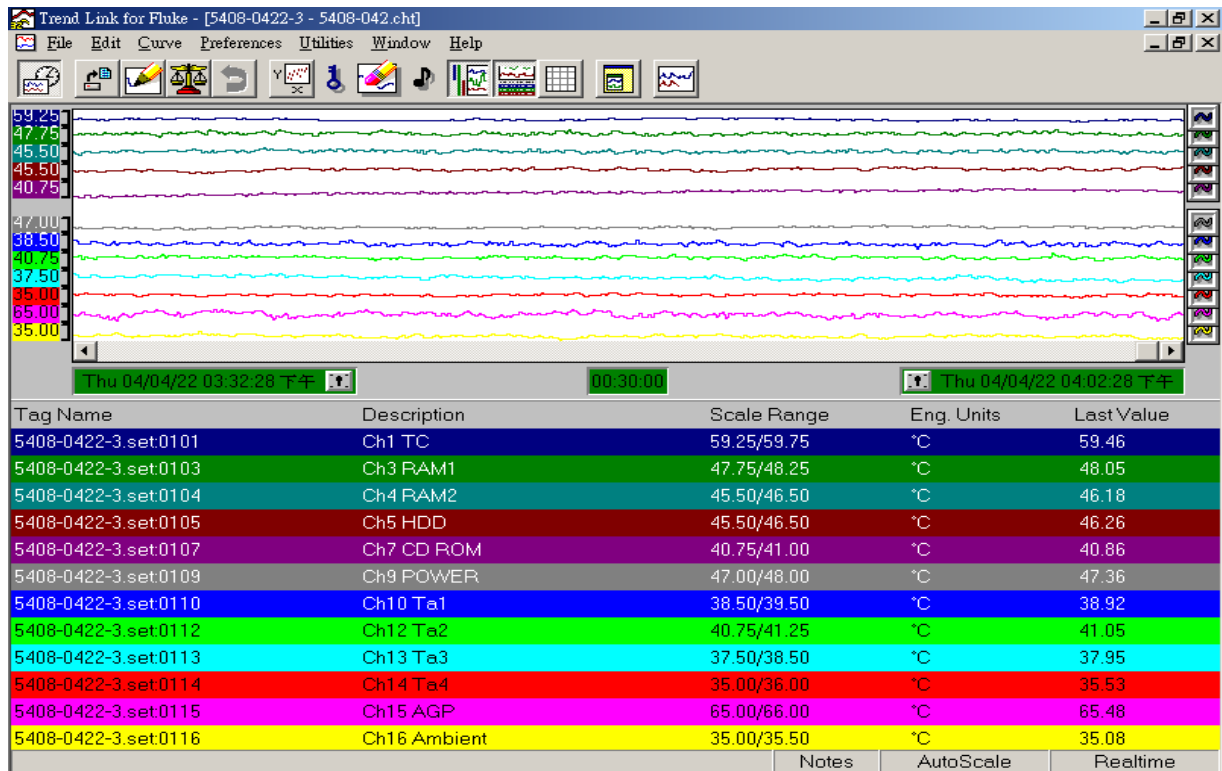 Trend Link for Fluke - [5408-0422-3 - 5408-042.cht]
File Edit Curve Preferences Utilities Window Help
Y
X
59.25
47.75
45.50
45.50
40.75
47.00
38.50
40.75
37.50
35.00
65.00
35.00
Thu 04/04/22 03:32:28 下午 00:30:00 Thu 04/04/22 04:02:28 下午
Tag Name Description Scale Range Eng. Units Last Value
5408-0422-3.set:0101 Ch1 TC 59.25/59.75 °C 59.46
5408-0422-3.set:0103 Ch3 RAM1 47.75/48.25 °C 48.05
5408-0422-3.set:0104 Ch4 RAM2 45.50/46.50 °C 46.18
5408-0422-3.set:0105 Ch5 HDD 45.50/46.50 °C 46.26
5408-0422-3.set:0107 Ch7 CD ROM 40.75/41.00 °C 40.86
5408-0422-3.set:0109 Ch9 POWER 47.00/48.00 °C 47.36
5408-0422-3.set:0110 Ch10 Ta1 38.50/39.50 °C 38.92
5408-0422-3.set:0112 Ch12 Ta2 40.75/41.25 °C 41.05
5408-0422-3.set:0113 Ch13 Ta3 37.50/38.50 °C 37.95
5408-0422-3.set:0114 Ch14 Ta4 35.00/36.00 °C 35.53
5408-0422-3.set:0115 Ch15 AGP 65.00/66.00 °C 65.48
5408-0422-3.set:0116 Ch16 Ambient 35.00/35.50 °C 35.08
Notes AutoScale Realtime